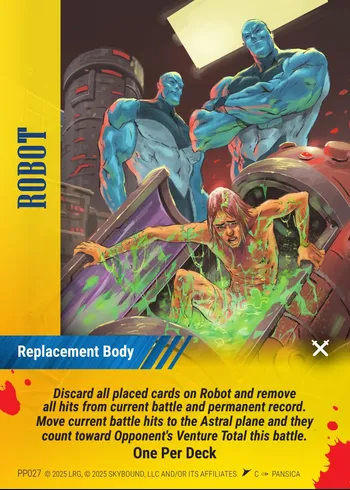 ROBOT
Replacement Body
Discard all placed cards on Robot and remove
all hits from current battle and permanent record.
Move current battle hits to the Astral plane and they
count toward Opponent's Venture Total this battle.
One Per Deck
PP027 © 2025 LRG, © 2025 SKYBOUND, LLC AND/OR ITS AFFILIATES. C ⇨ PANSICA